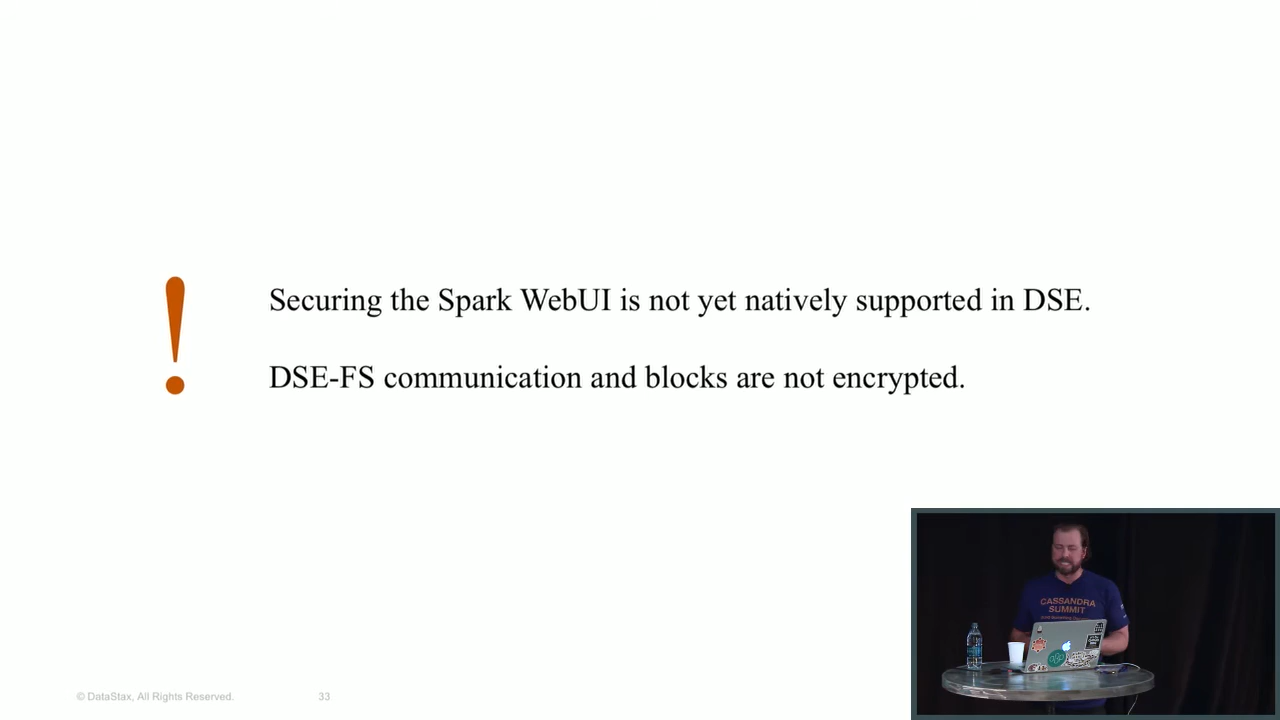 Securing the Spark WebUI is not yet natively supported in DSE.
DSE-FS communication and blocks are not encrypted.
© DataStax, All Rights Reserved.
33
CASSANDRA
SUMMIT